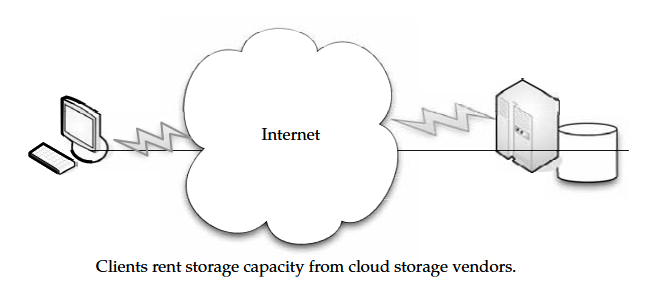 Internet
Clients rent storage capacity from cloud storage vendors.